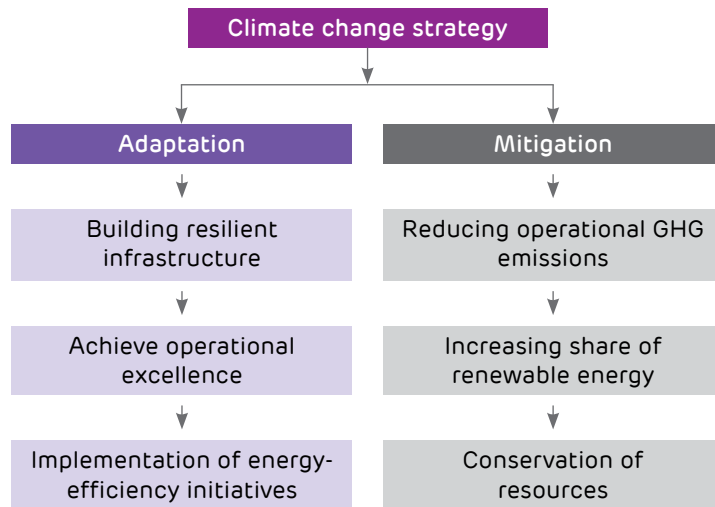 Climate change strategy
Adaptation
Building resilient
infrastructure
Achieve operational
excellence
Implementation of energy-
efficiency initiatives
Mitigation
Reducing operational GHG
emissions
Increasing share of
renewable energy
Conservation of
resources